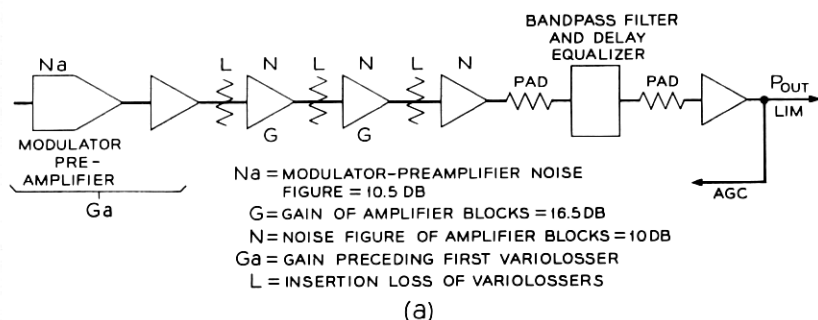 BANDPASS FILTER
AND DELAY
EQUALIZER
Na L N L N L N PAD PAD POUT
LIM
G G
MODULATOR
PRE-
AMPLIFIER
Ga
AGC
Na = MODULATOR-PREAMPLIFIER NOISE
FIGURE = 10.5 DB
G = GAIN OF AMPLIFIER BLOCKS = 16.5 DB
N = NOISE FIGURE OF AMPLIFIER BLOCKS = 10 DB
Ga = GAIN PRECEDING FIRST VARIOLOSSER
L = INSERTION LOSS OF VARIOLOSSERS
(a)